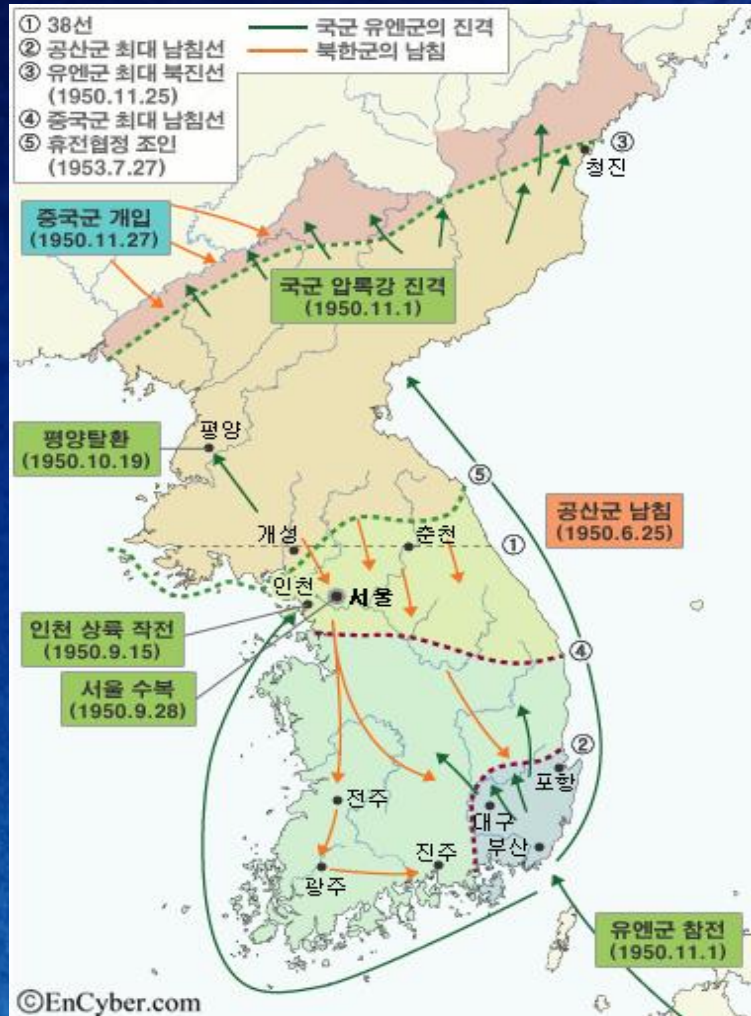 ① 38선
② 공산군 최대 남침선
③ 유엔군 최대 북진선
(1950.11.25)
④ 중국군 최대 남침선
⑤ 휴전협정 조인
(1953.7.27)
국군 유엔군의 진격
북한군의 남침
③
청진
중국군 개입
(1950.11.27)
국군 압록강 진격
(1950.11.1)
평양
평양탈환
(1950.10.19)
⑤
공산군 남침
(1950.6.25)
개성
춘천
①
인천
서울
인천 상륙 작전
(1950.9.15)
④
서울 수복
(1950.9.28)
②
포항
전주
대구
부산
진주
광주
유엔군 참전
(1950.11.1)
©EnCyber.com